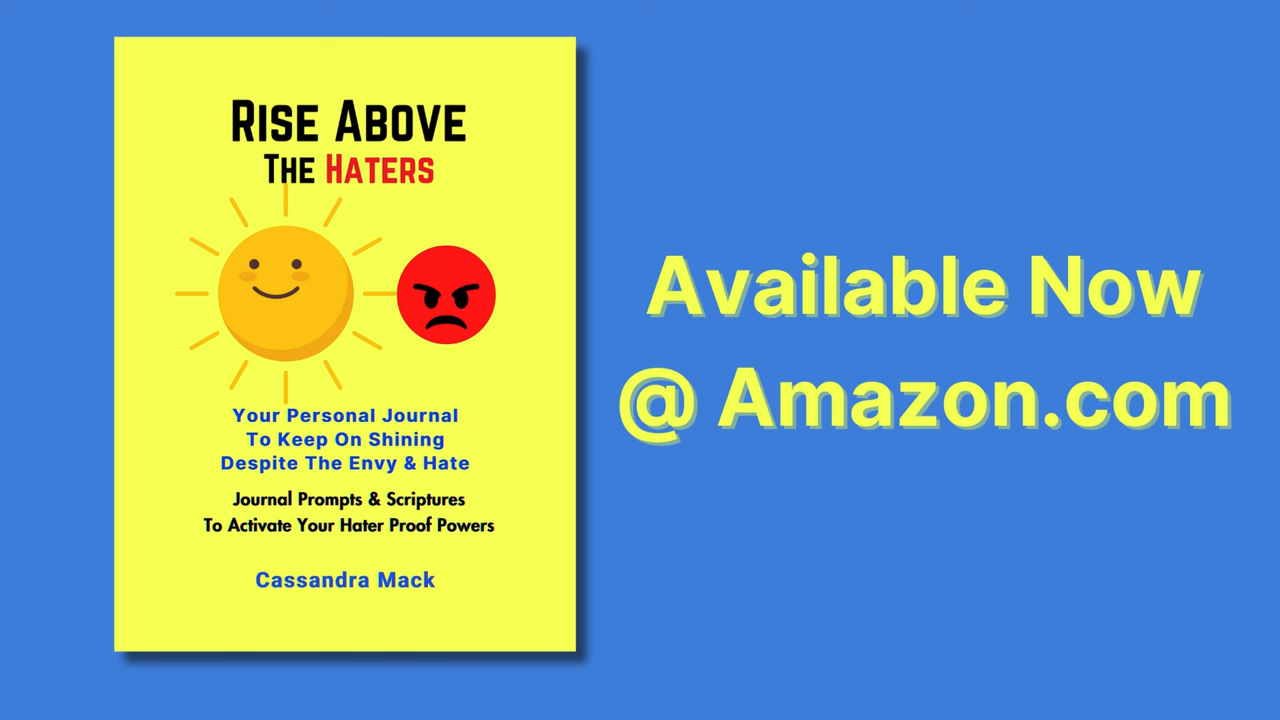 Rise Above
The Haters
Your Personal Journal
To Keep On Shining
Despite The Envy & Hate
Journal Prompts & Scriptures
To Activate Your Hater Proof Powers
Cassandra Mack
Available Now
@ Amazon.com